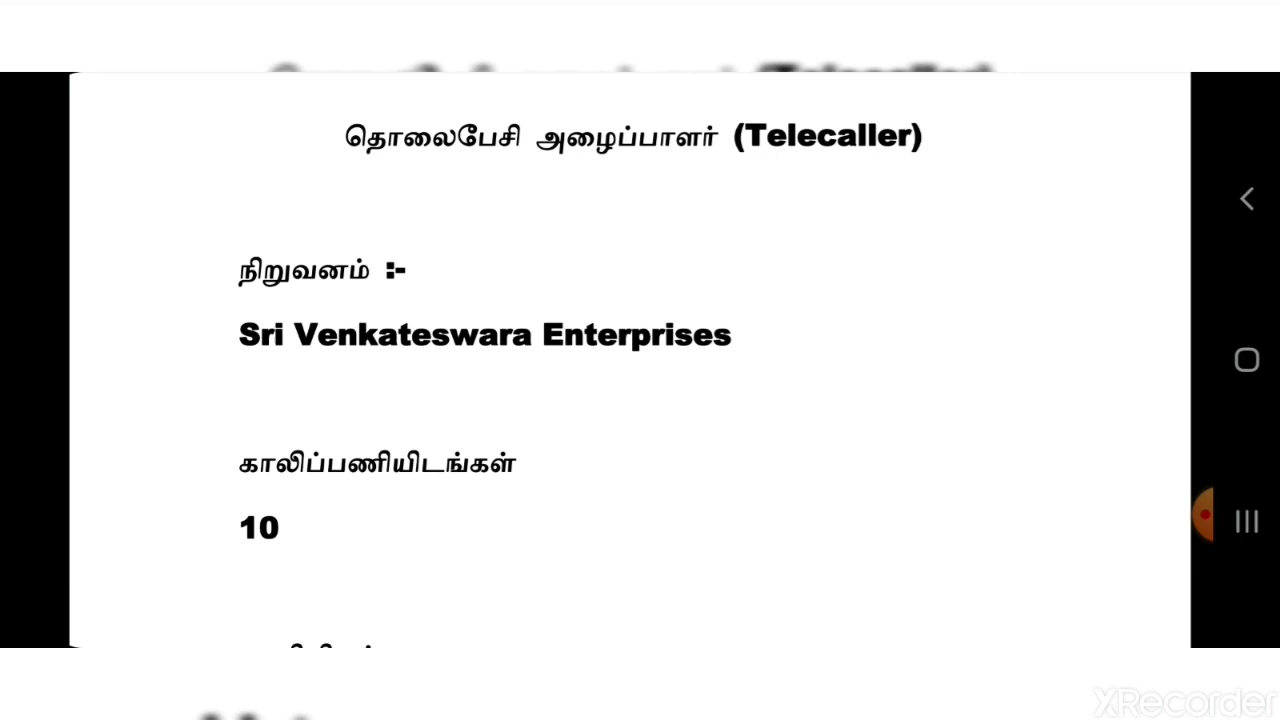 தொலைபேசி அழைப்பாளர் (Telecaller)
நிறுவனம் :-
Sri Venkateswara Enterprises
காலிப்பணியிடங்கள்
10
XRecorder